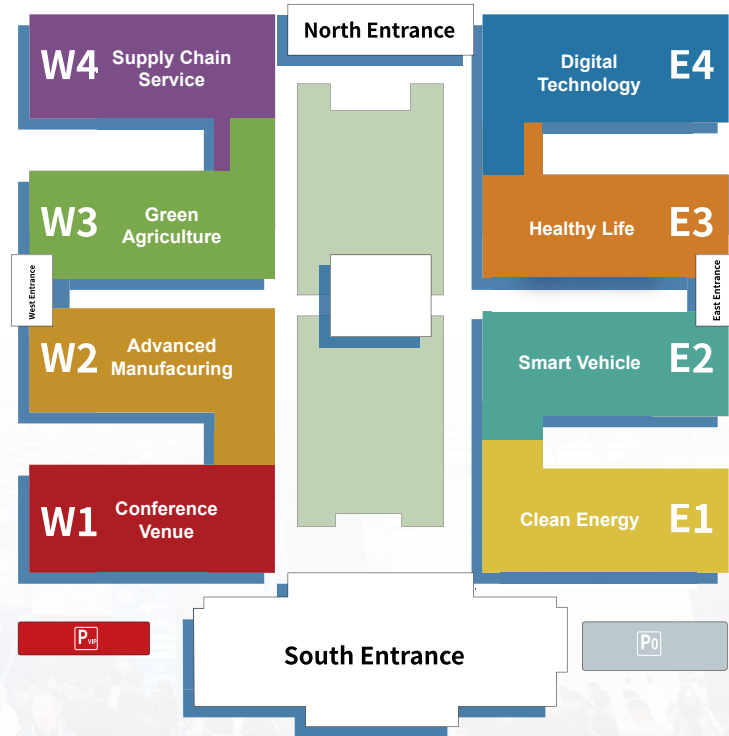 North Entrance
W4
Supply Chain
Service
Digital
Technology
E4
W3
Green
Agriculture
Healthy Life
E3
West Entrance
East Entrance
W2
Advanced
Manufacuring
Smart Vehicle
E2
W1
Conference
Venue
Clean Energy
E1
P VIP
P0
South Entrance